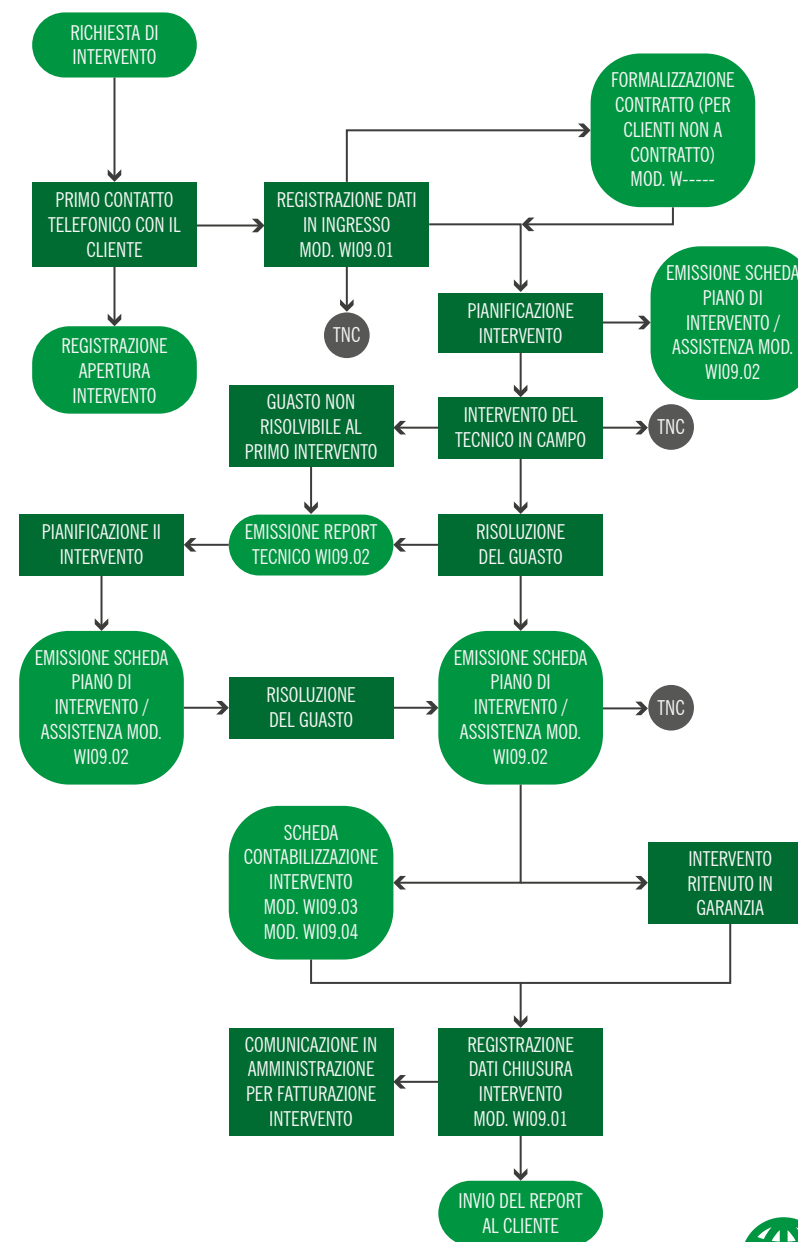 RICHIESTA DI
INTERVENTO
FORMALIZZAZIONE
CONTRATTO (PER
CLIENTI NON A
CONTRATTO)
MOD. W-----
PRIMO CONTATTO
TELEFONICO CON IL
CLIENTE
REGISTRAZIONE DATI
IN INGRESSO
MOD. WI09.01
EMISSIONE SCHEDA
PIANO DI
INTERVENTO /
ASSISTENZA MOD.
WI09.02
PIANIFICAZIONE
INTERVENTO
TNC
REGISTRAZIONE
APERTURA
INTERVENTO
GUASTO NON
RISOLVIBILE AL
PRIMO INTERVENTO
INTERVENTO DEL
TECNICO IN CAMPO
TNC
PIANIFICAZIONE II
INTERVENTO
EMISSIONE REPORT
TECNICO WI09.02
RISOLUZIONE
DEL GUASTO
EMISSIONE SCHEDA
PIANO DI
INTERVENTO /
ASSISTENZA MOD.
WI09.02
RISOLUZIONE
DEL GUASTO
EMISSIONE SCHEDA
PIANO DI
INTERVENTO /
ASSISTENZA MOD.
WI09.02
TNC
SCHEDA
CONTABILIZZAZIONE
INTERVENTO
MOD. WI09.03
MOD. WI09.04
INTERVENTO
RITENUTO IN
GARANZIA
COMUNICAZIONE IN
AMMINISTRAZIONE
PER FATTURAZIONE
INTERVENTO
REGISTRAZIONE
DATI CHIUSURA
INTERVENTO
MOD. WI09.01
INVIO DEL REPORT
AL CLIENTE